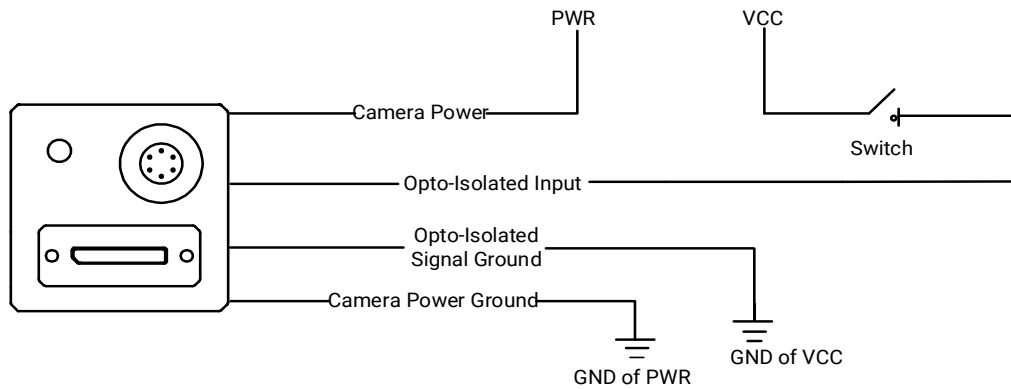 PWR
VCC
Camera Power
Switch
Opto-Isolated Input
Opto-Isolated
Signal Ground
Camera Power Ground
GND of VCC
GND of PWR